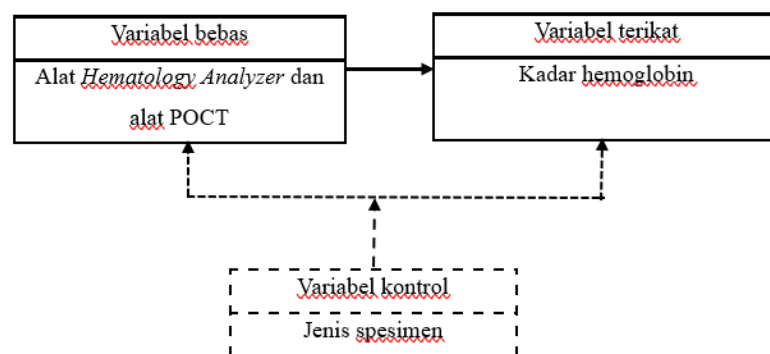 Variabel bebas
Alat Hematology Analyzer dan
alat POCT
Variabel terikat
Kadar hemoglobin
Variabel kontrol
Jenis spesimen